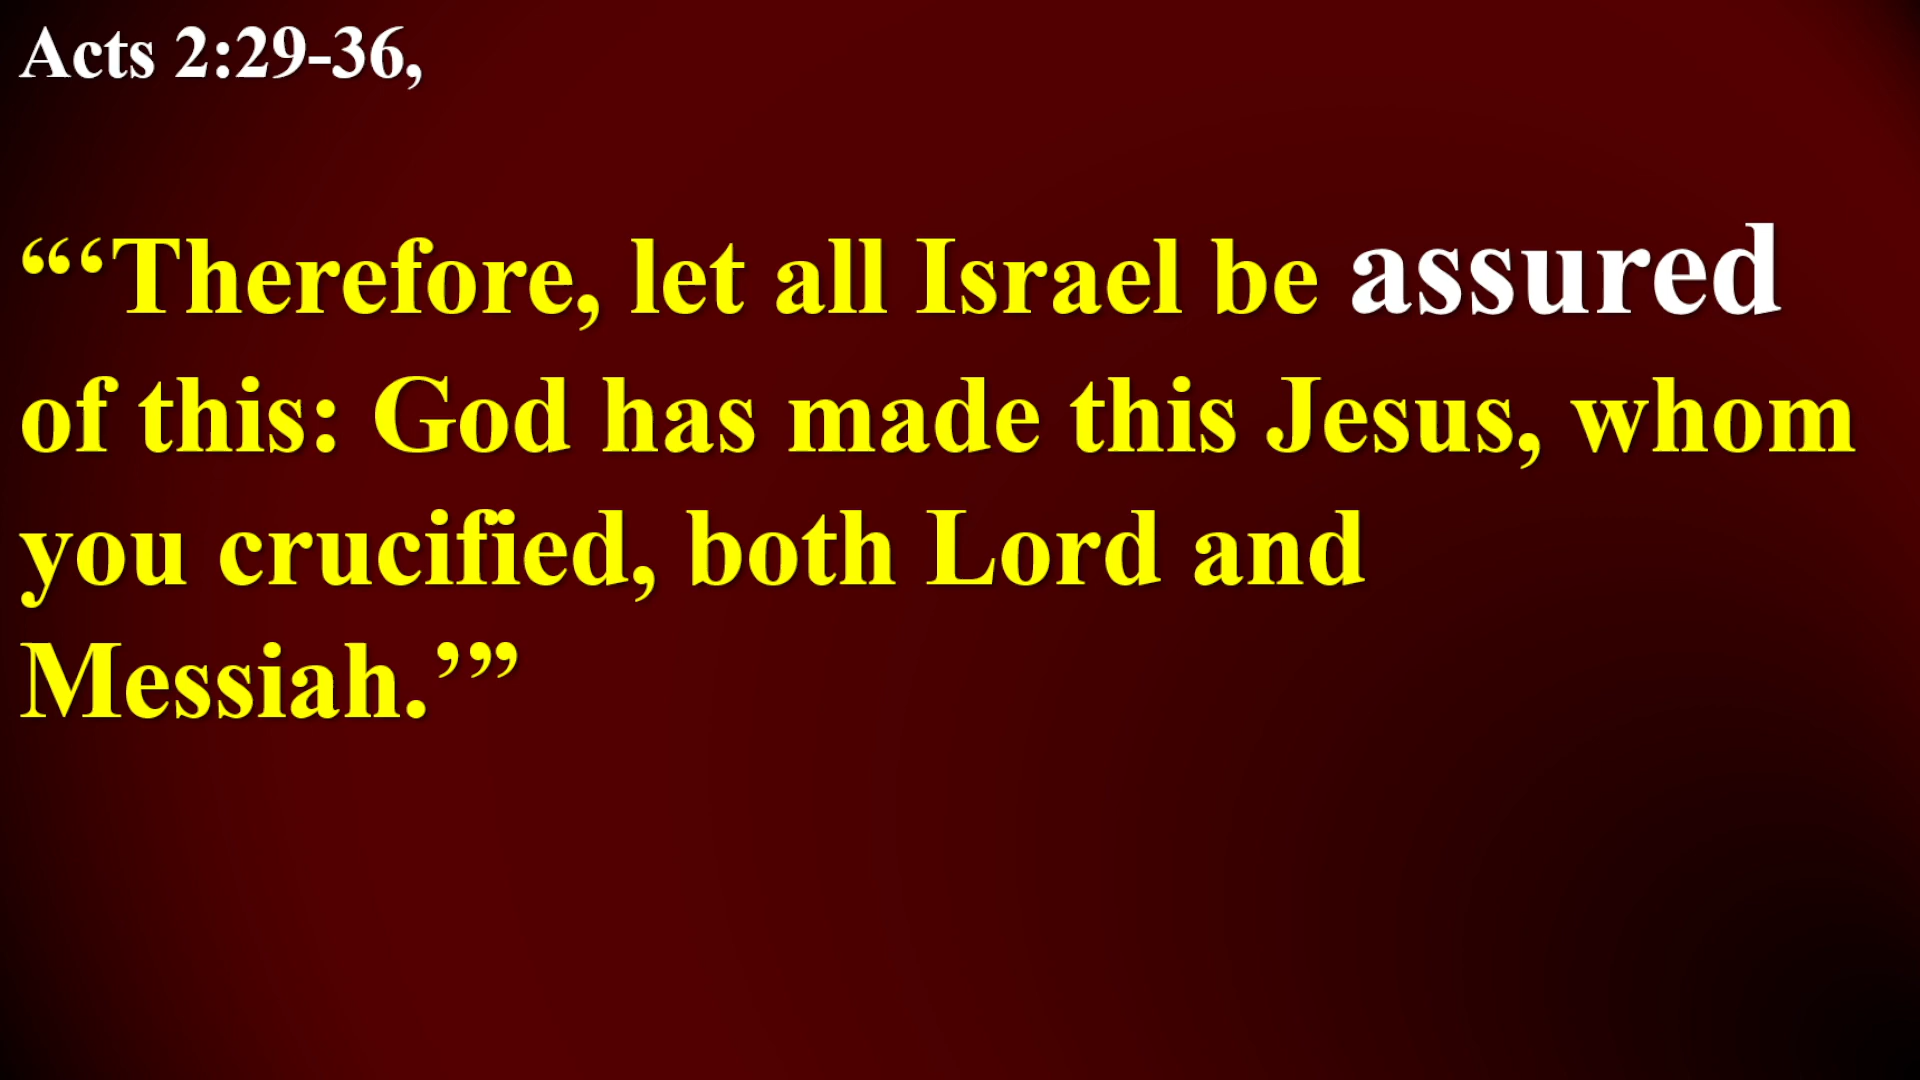 Acts 2:29-36,
“‘Therefore, let all Israel be assured
of this: God has made this Jesus, whom
you crucified, both Lord and
Messiah.’”